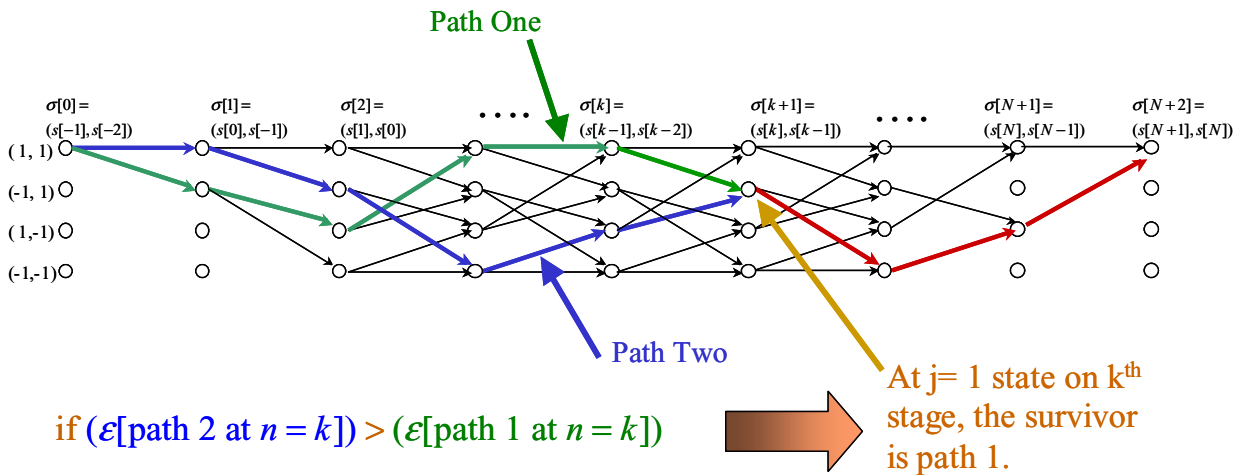 Path One
σ[0] =
(s[-1], s[-2])
σ[1] =
(s[0], s[-1])
σ[2] =
(s[1], s[0])
....
σ[k] =
(s[k-1], s[k-2])
σ[k+1] =
(s[k], s[k-1])
....
σ[N+1] =
(s[N], s[N-1])
σ[N+2] =
(s[N+1], s[N])
(1, 1)
(-1, 1)
(1,-1)
(-1,-1)
Path Two
At j= 1 state on kth
stage, the survivor
is path 1.
if (ε[path 2 at n = k]) > (ε[path 1 at n = k])